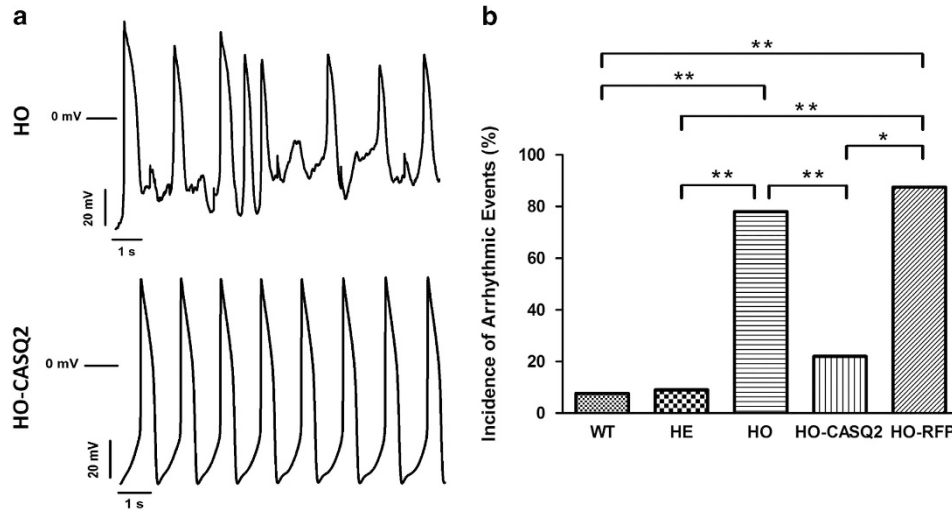 a
HO
0 mV
20 mV
1 s
HO-CASQ2
0 mV
20 mV
1 s
b
**
**
**
*
**
**
Incidence of Arrhythmic Events (%)
100
80
60
40
20
0
WT HE HO HO-CASQ2 HO-RFP